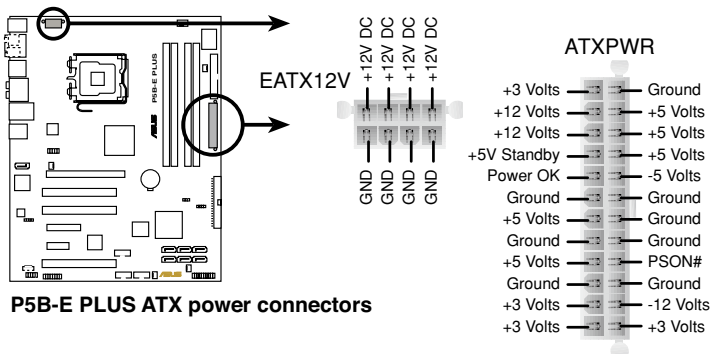 P5B-E PLUS
ASUS
ASUS
P5B-E PLUS ATX power connectors
EATX12V
+12V DC
+12V DC
+12V DC
+12V DC
GND
GND
GND
GND
ATXPWR
+3 Volts Ground
+12 Volts +5 Volts
+12 Volts +5 Volts
+5V Standby +5 Volts
Power OK -5 Volts
Ground Ground
+5 Volts Ground
Ground Ground
+5 Volts PSON#
Ground Ground
+3 Volts -12 Volts
+3 Volts +3 Volts